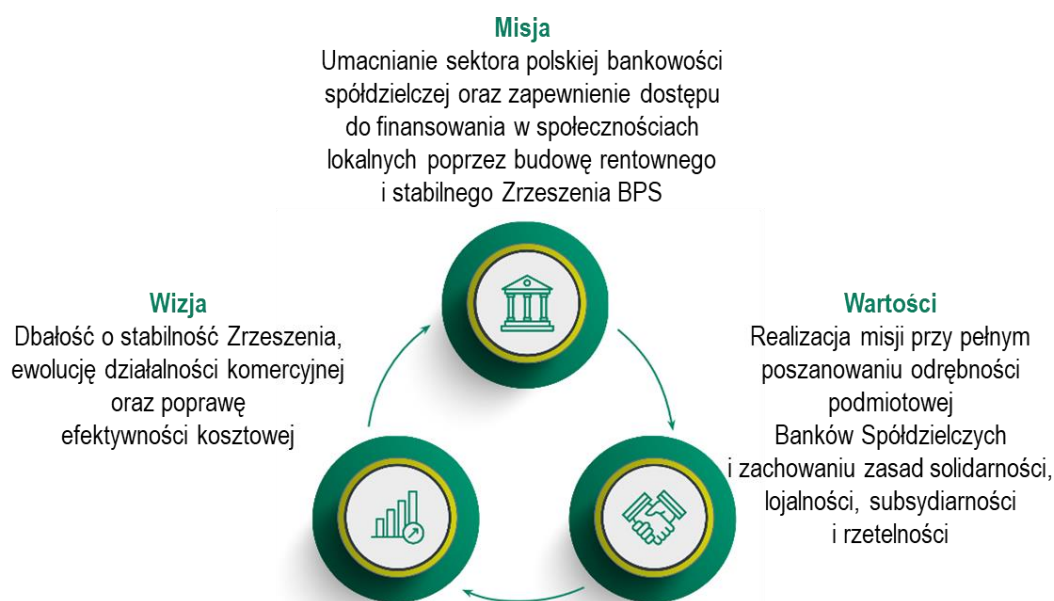 Misja
Umacnianie sektora polskiej bankowości
spółdzielczej oraz zapewnienie dostępu
do finansowania w społecznościach
lokalnych poprzez budowę rentownego
i stabilnego Zrzeszenia BPS
Wizja
Dbałość o stabilność Zrzeszenia,
ewolucję działalności komercyjnej
oraz poprawę
efektywności kosztowej
Wartości
Realizacja misji przy pełnym
poszanowaniu odrębności
podmiotowej
Banków Spółdzielczych
i zachowaniu zasad solidarności,
lojalności, subsydiarności
i rzetelności